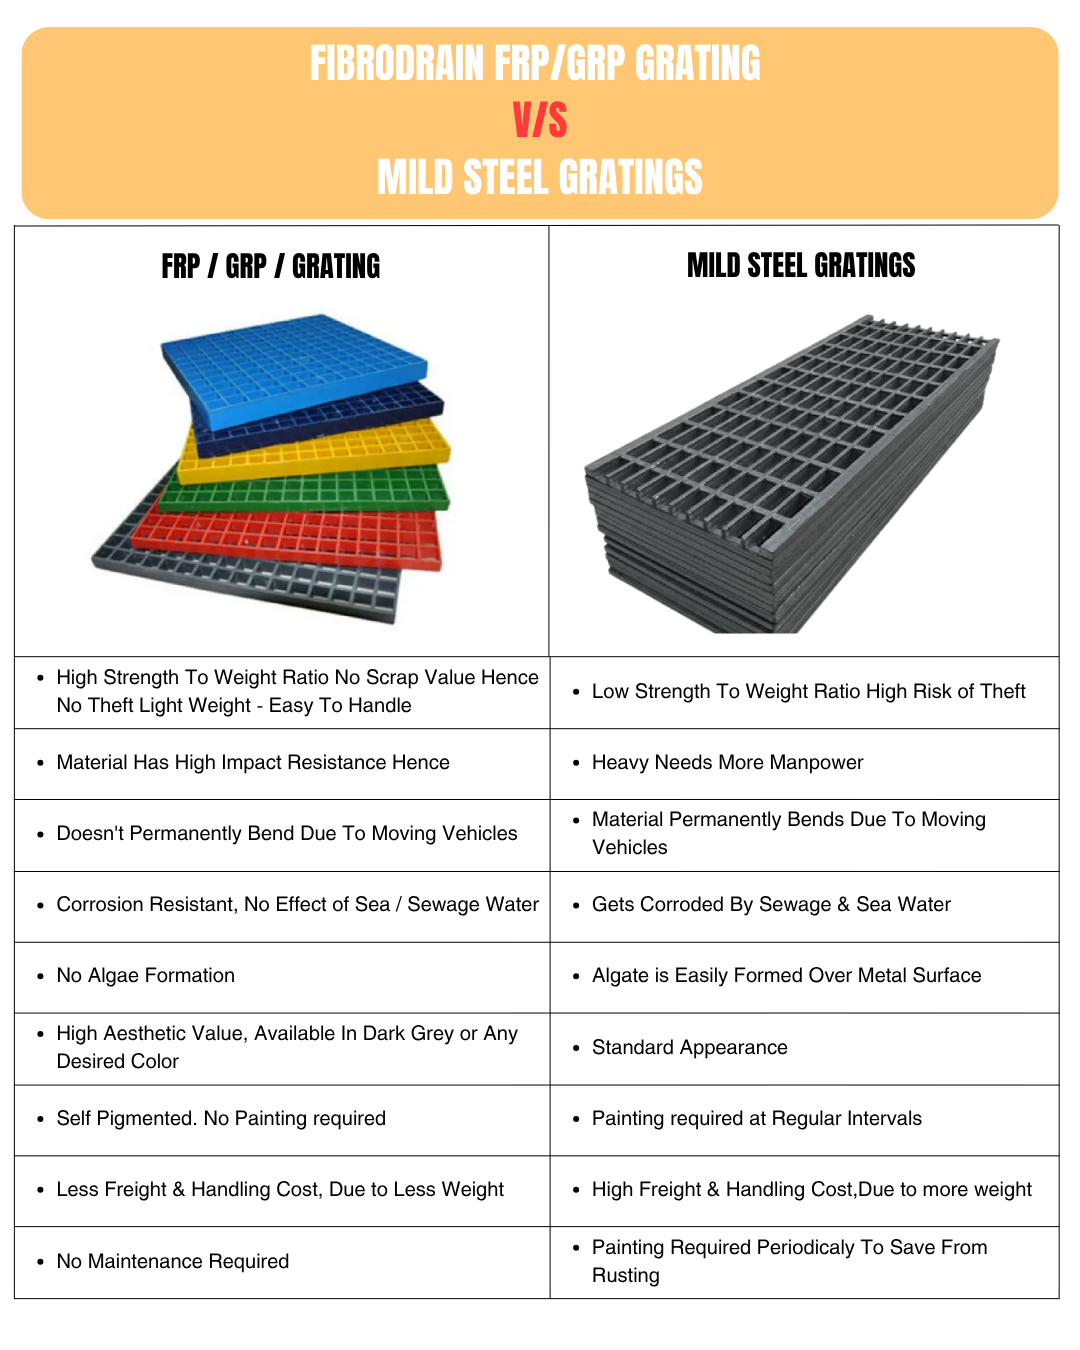 FIBRODRAIN FRP/GRP GRATING
V/S
MILD STEEL GRATINGS
FRP / GRP / GRATING
MILD STEEL GRATINGS
• High Strength To Weight Ratio No Scrap Value Hence
No Theft Light Weight - Easy To Handle
• Low Strength To Weight Ratio High Risk of Theft
• Material Has High Impact Resistance Hence
• Heavy Needs More Manpower
• Doesn't Permanently Bend Due To Moving Vehicles
• Material Permanently Bends Due To Moving
Vehicles
• Corrosion Resistant, No Effect of Sea / Sewage Water
• Gets Corroded By Sewage & Sea Water
• No Algae Formation
• Algate is Easily Formed Over Metal Surface
• High Aesthetic Value, Available In Dark Grey or Any
Desired Color
• Standard Appearance
• Self Pigmented. No Painting required
• Painting required at Regular Intervals
• Less Freight & Handling Cost, Due to Less Weight
• High Freight & Handling Cost,Due to more weight
• No Maintenance Required
• Painting Required Periodicaly To Save From
Rusting